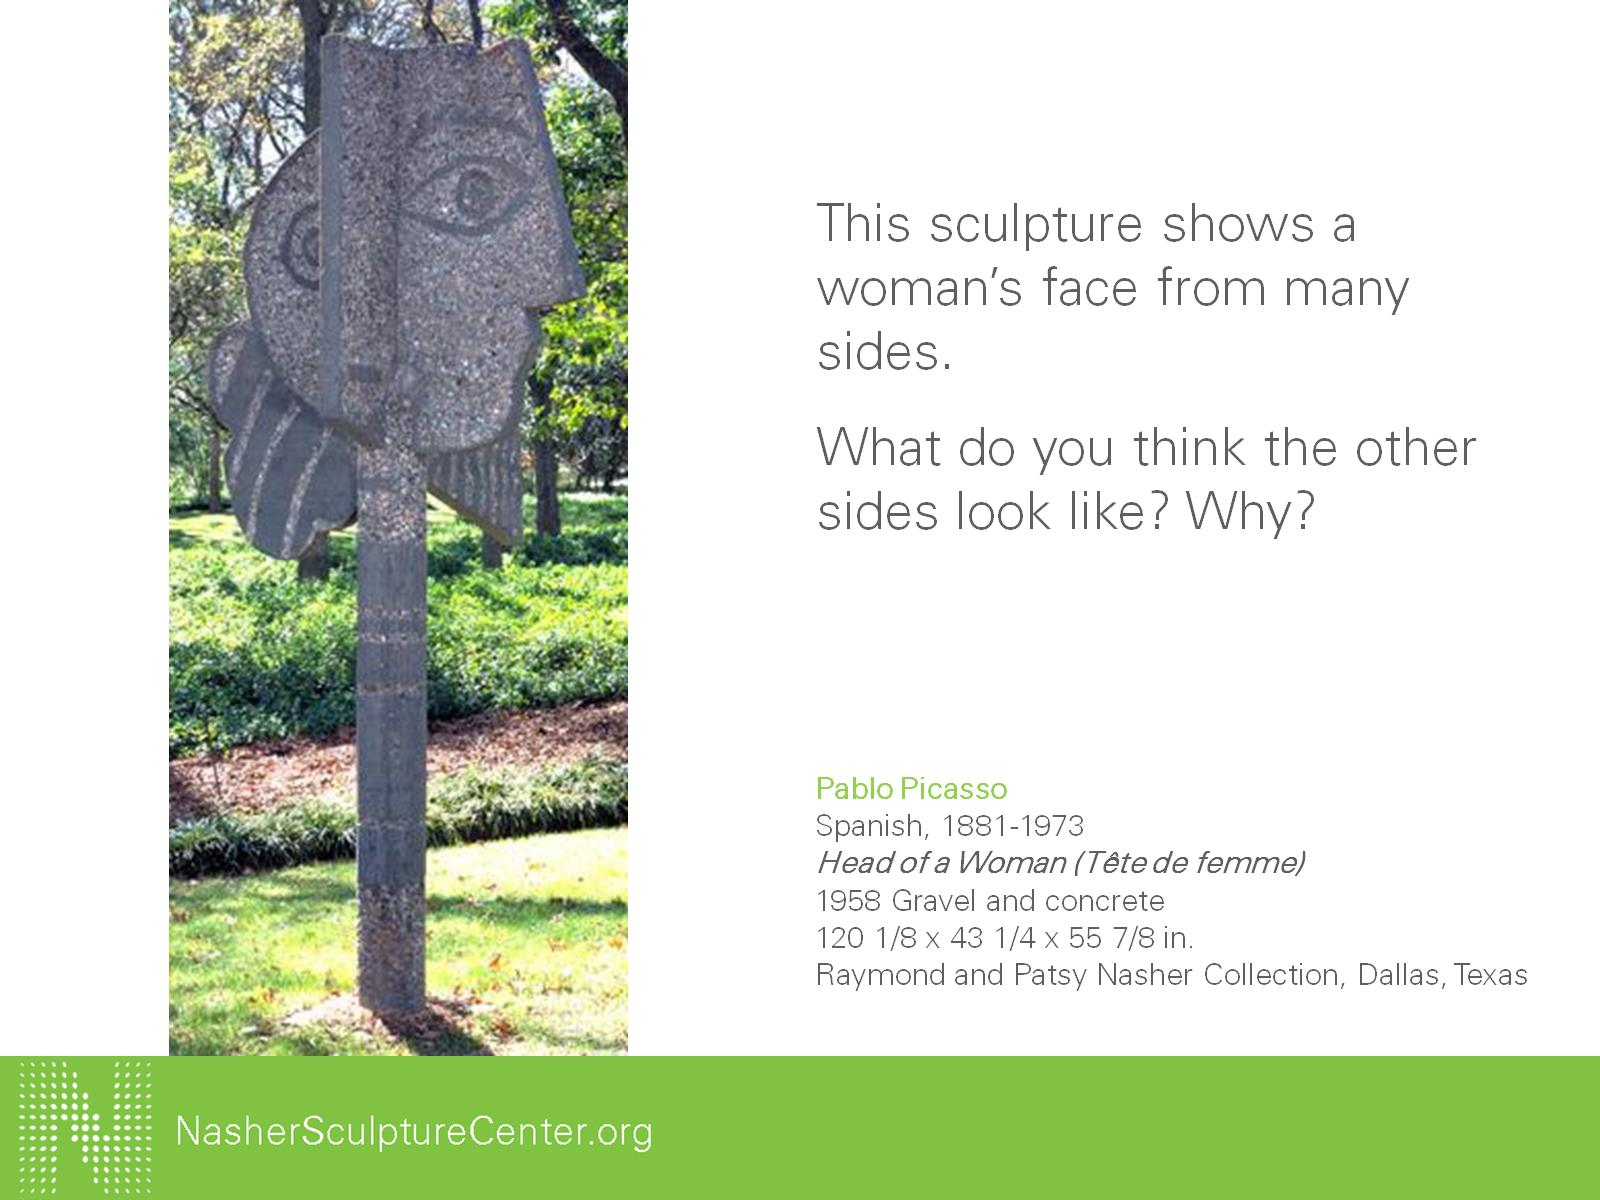 This sculpture shows a
woman’s face from many
sides.
What do you think the other
sides look like? Why?
Pablo Picasso
Spanish, 1881-1973
Head of a Woman (Tête de femme)
1958 Gravel and concrete
120 1/8 x 43 1/4 x 55 7/8 in.
Raymond and Patsy Nasher Collection, Dallas, Texas
NasherSculptureCenter.org